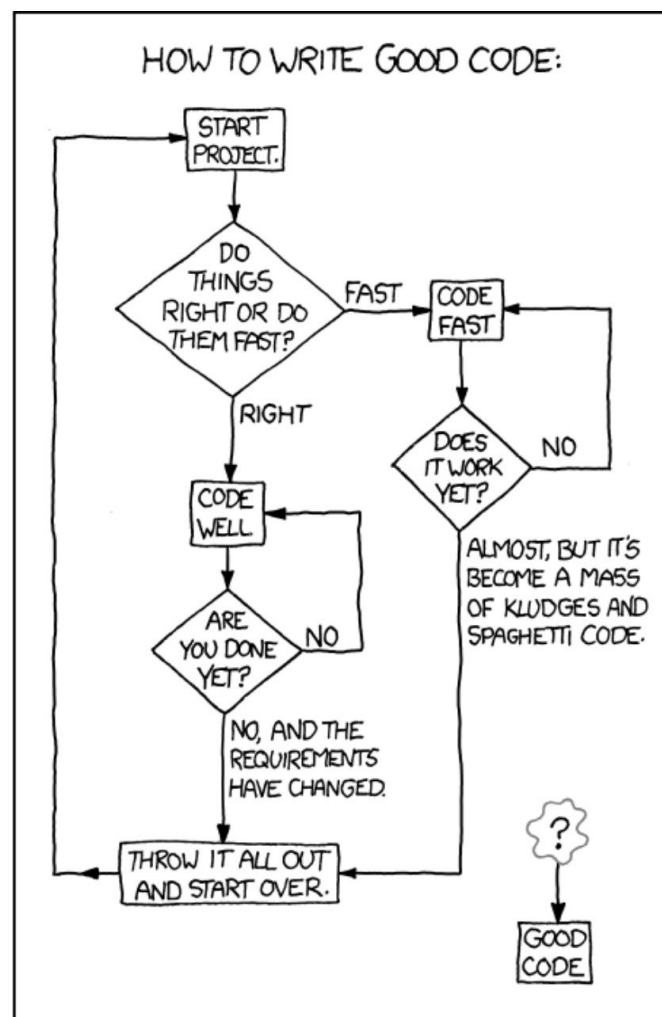 HOW TO WRITE GOOD CODE:
START
PROJECT.
DO
THINGS
RIGHT OR DO
THEM FAST?
FAST
CODE
FAST
RIGHT
DOES
IT WORK
YET?
NO
CODE
WELL
ALMOST, BUT IT'S
BECOME A MASS
OF KLUDGES AND
SPAGHETTI CODE.
ARE
YOU DONE
YET?
NO
NO, AND THE
REQUIREMENTS
HAVE CHANGED.
THROW IT ALL OUT
AND START OVER.
?
GOOD
CODE